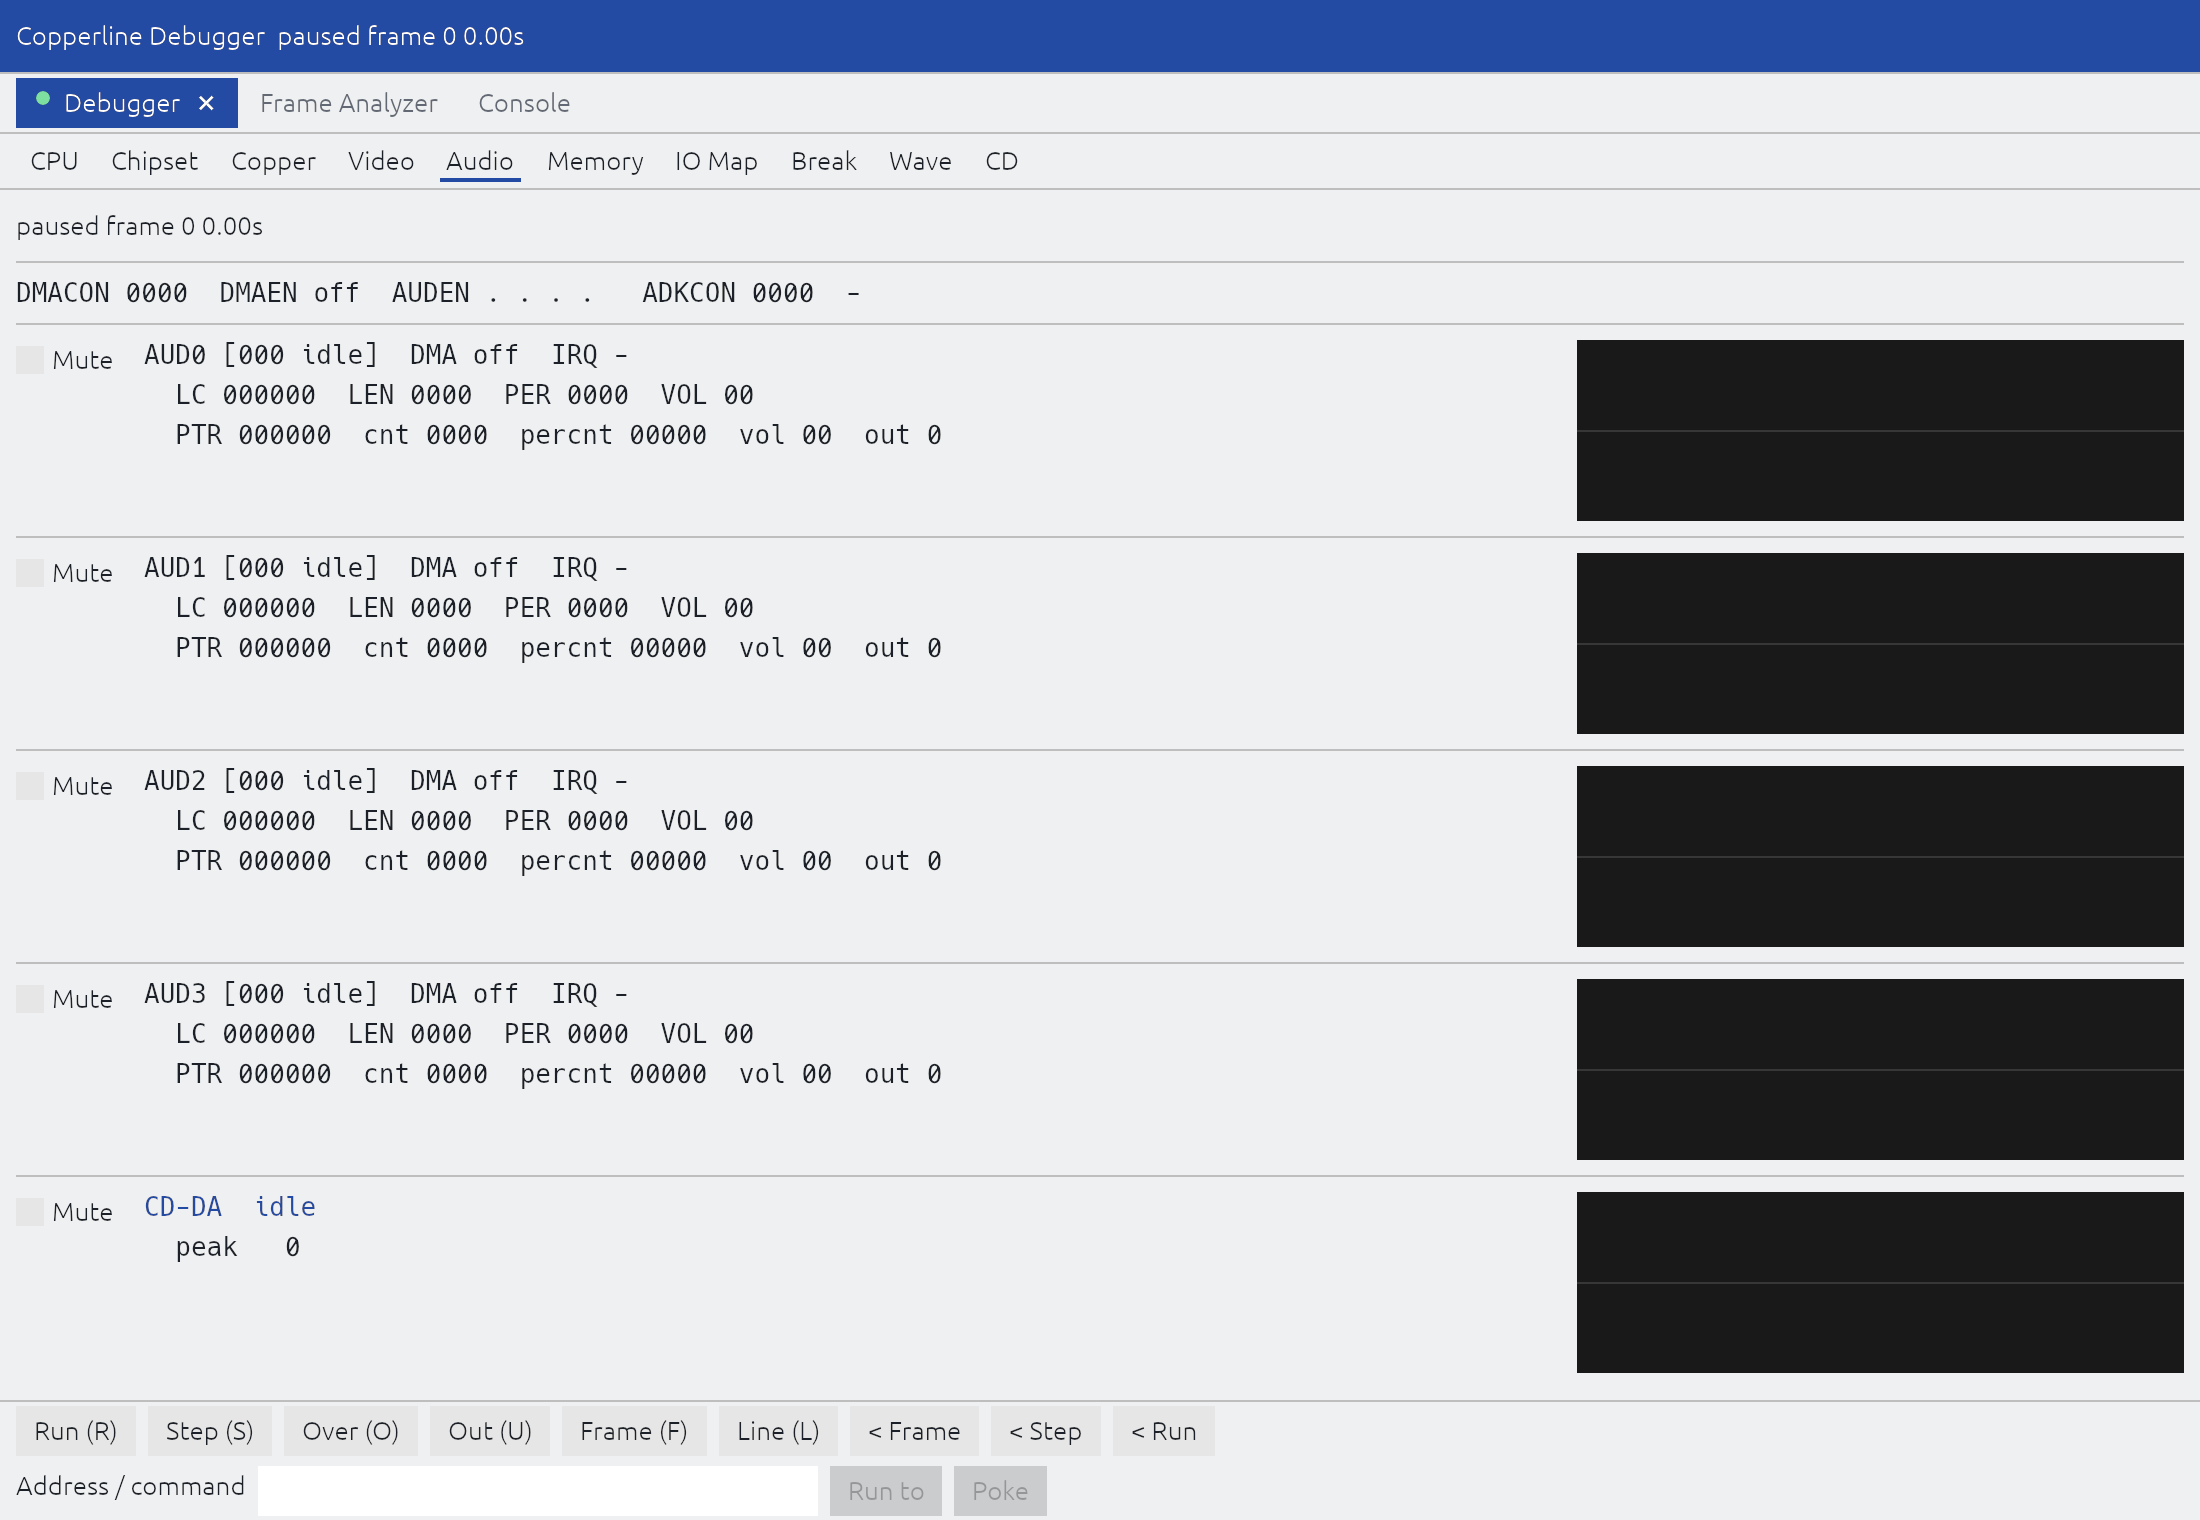 Copperline Debugger  paused frame 0 0.00s
Debugger × Frame Analyzer Console
CPU Chipset Copper Video Audio Memory IO Map Break Wave CD
paused frame 0 0.00s
DMACON 0000  DMAEN off  AUDEN . . . .   ADKCON 0000  -
Mute AUD0 [000 idle]  DMA off  IRQ -
LC 000000  LEN 0000  PER 0000  VOL 00
PTR 000000  cnt 0000  percnt 00000  vol 00  out 0
Mute AUD1 [000 idle]  DMA off  IRQ -
LC 000000  LEN 0000  PER 0000  VOL 00
PTR 000000  cnt 0000  percnt 00000  vol 00  out 0
Mute AUD2 [000 idle]  DMA off  IRQ -
LC 000000  LEN 0000  PER 0000  VOL 00
PTR 000000  cnt 0000  percnt 00000  vol 00  out 0
Mute AUD3 [000 idle]  DMA off  IRQ -
LC 000000  LEN 0000  PER 0000  VOL 00
PTR 000000  cnt 0000  percnt 00000  vol 00  out 0
Mute CD-DA  idle
peak   0
Run (R) Step (S) Over (O) Out (U) Frame (F) Line (L) < Frame < Step < Run
Address / command Run to Poke